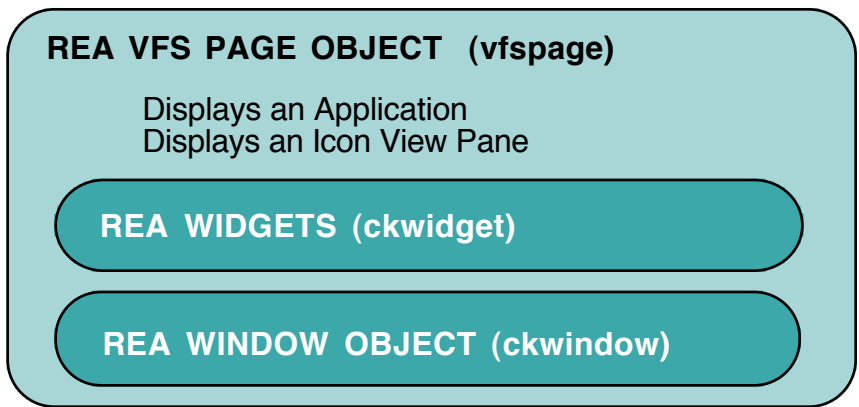 REA VFS PAGE OBJECT (vfspage)
Displays an Application
Displays an Icon View Pane
REA WIDGETS (ckwidget)
REA WINDOW OBJECT (ckwindow)